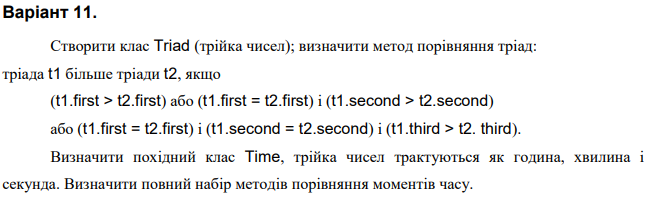 Варіант 11.
Створити клас Triad (трійка чисел); визначити метод порівняння тріад:
тріада t1 більше тріади t2, якщо
(t1.first > t2.first) або (t1.first = t2.first) і (t1.second > t2.second)
або (t1.first = t2.first) і (t1.second = t2.second) і (t1.third > t2. third).
Визначити похідний клас Time, трійка чисел трактуються як година, хвилина і
секунда. Визначити повний набір методів порівняння моментів часу.